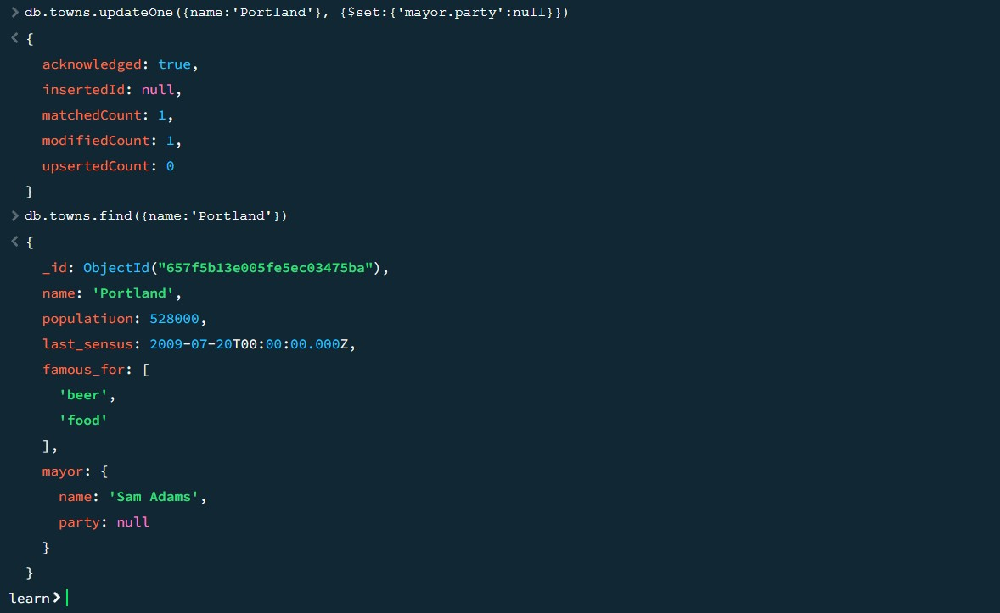 > db.towns.updateOne({name:'Portland'}, {$set:{'mayor.party':null}})
< {
acknowledged: true,
insertedId: null,
matchedCount: 1,
modifiedCount: 1,
upsertedCount: 0
}
> db.towns.find({name:'Portland'})
< {
_id: ObjectId("657f5b13e005fe5ec03475ba"),
name: 'Portland',
populatiuon: 528000,
last_sensus: 2009-07-20T00:00:00.000Z,
famous_for: [
'beer',
'food'
],
mayor: {
name: 'Sam Adams',
party: null
}
}
learn>